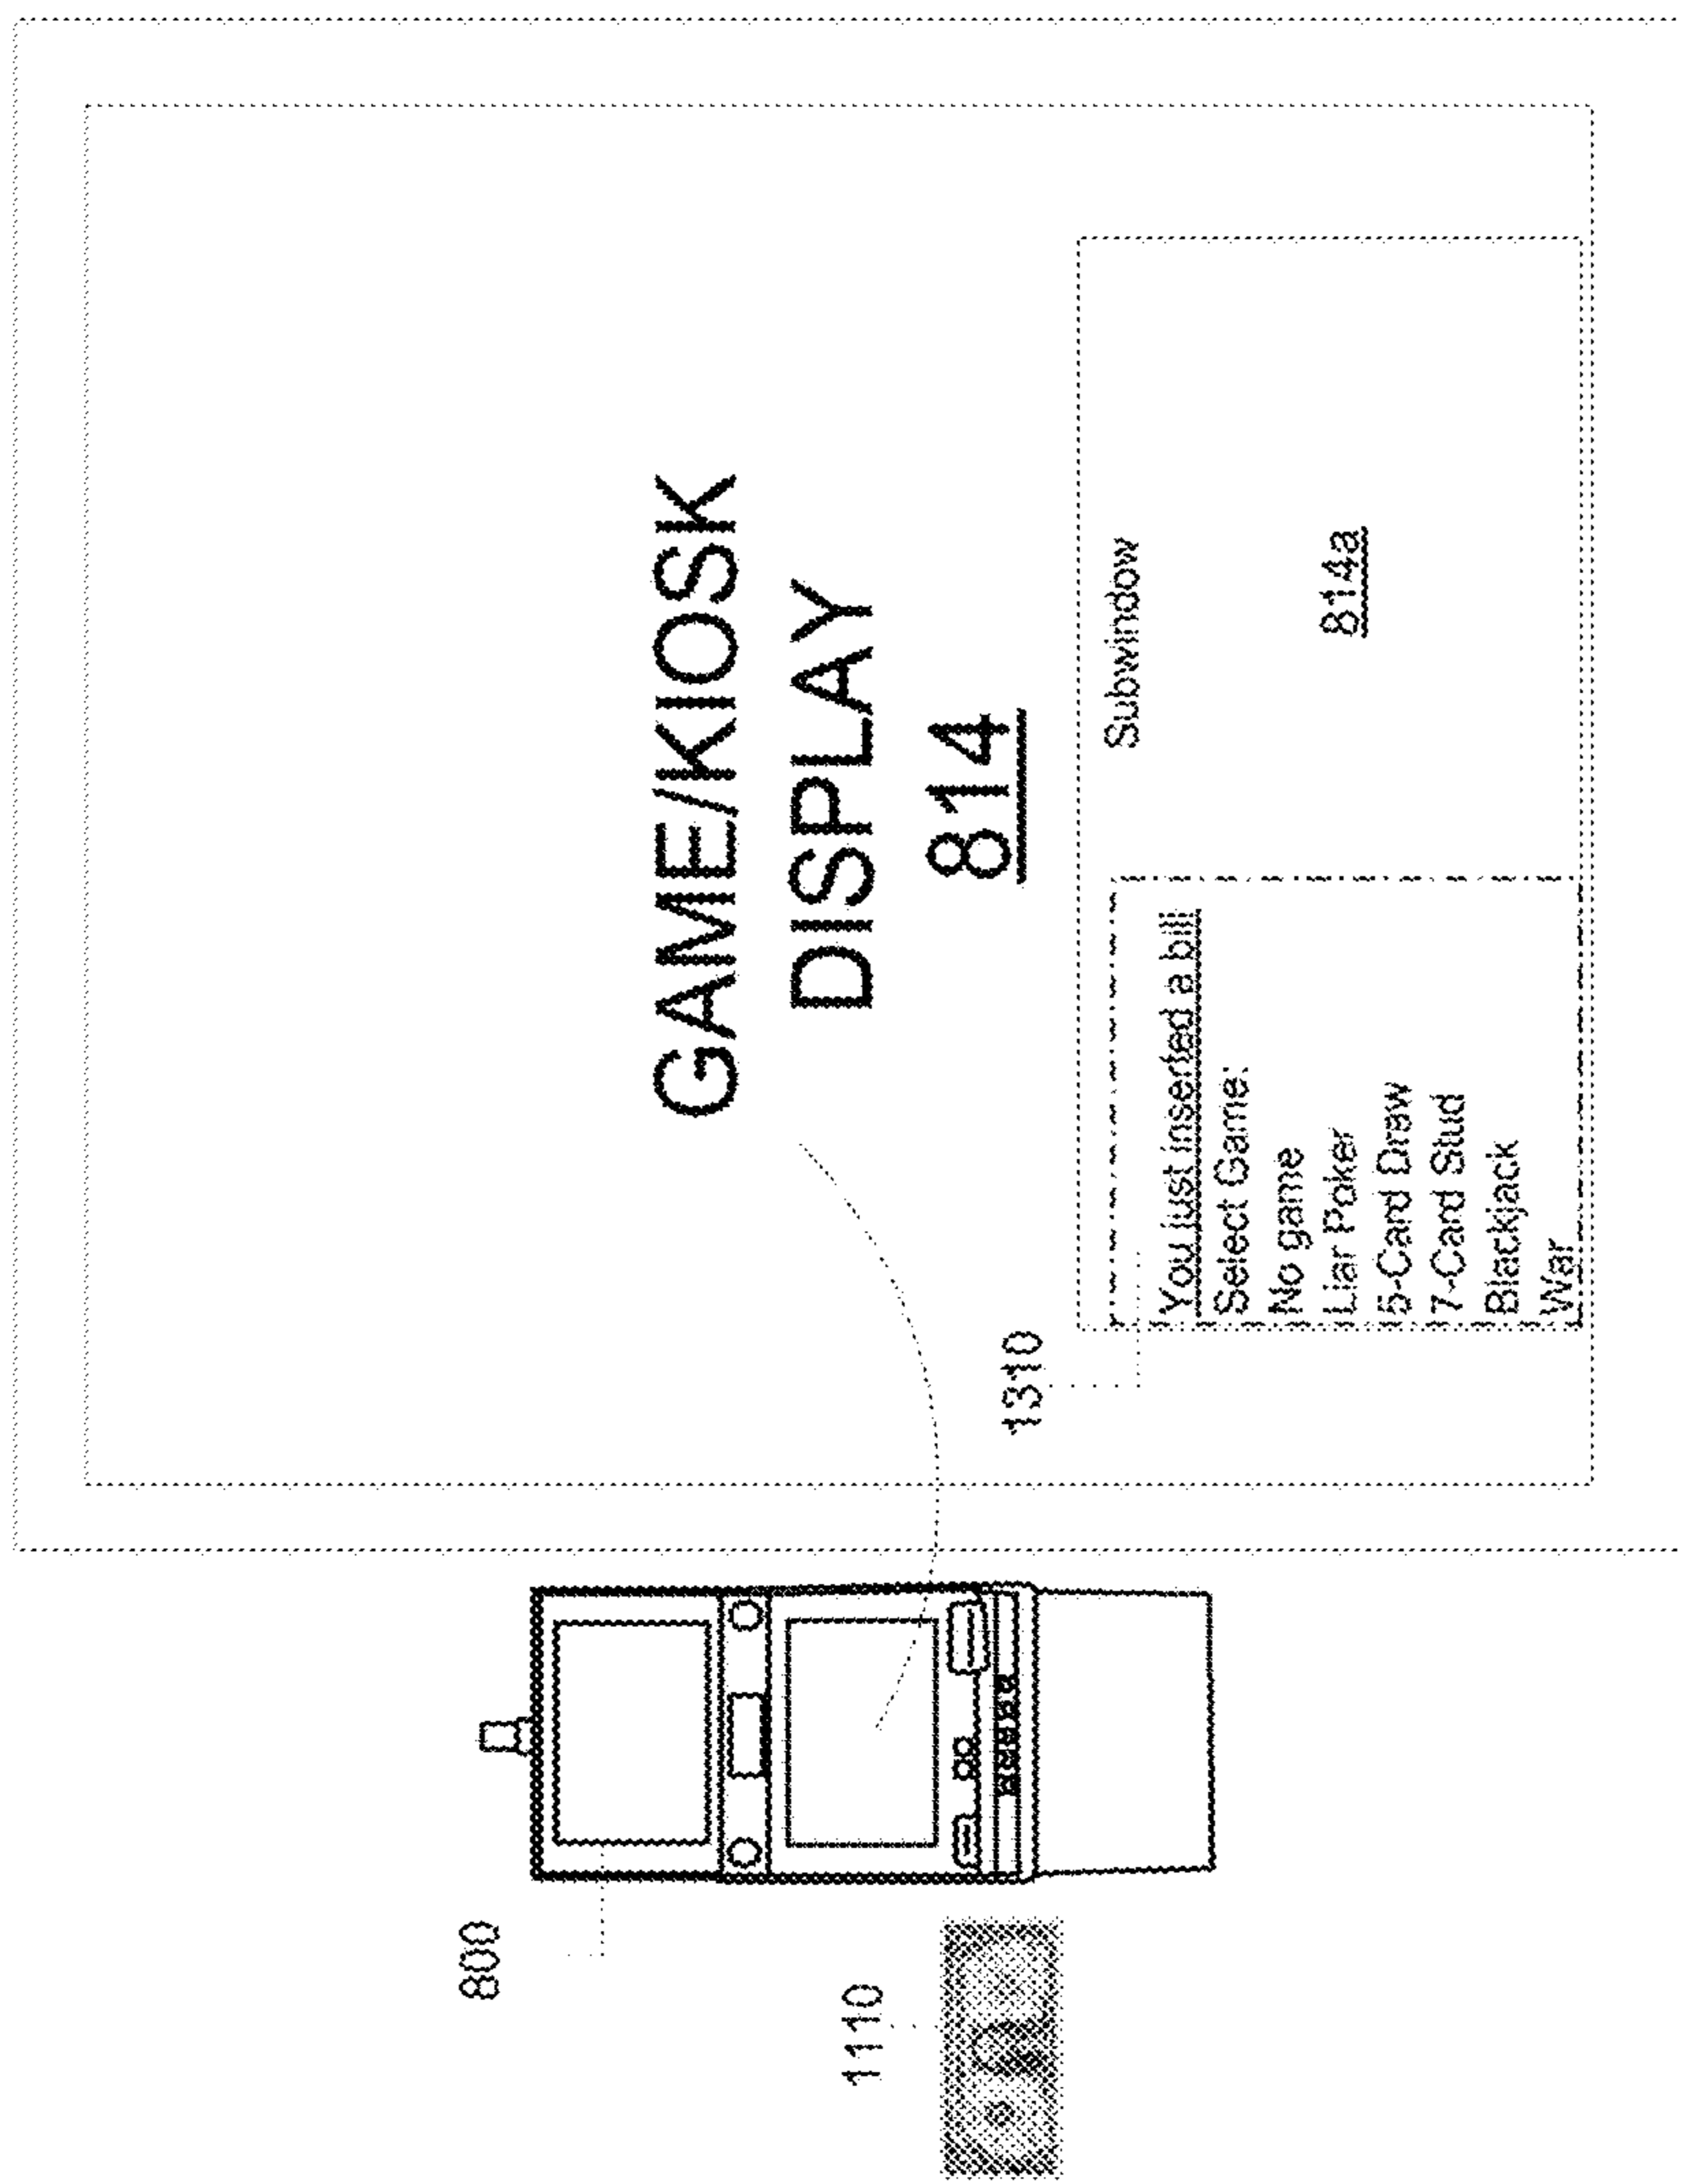 800
1110
GAME/KIOSK
DISPLAY
814
1310
Subwindow
814a
You just inserted a bill
Select Game:
No game
Liar Poker
5-Card Draw
7-Card Stud
Blackjack
War